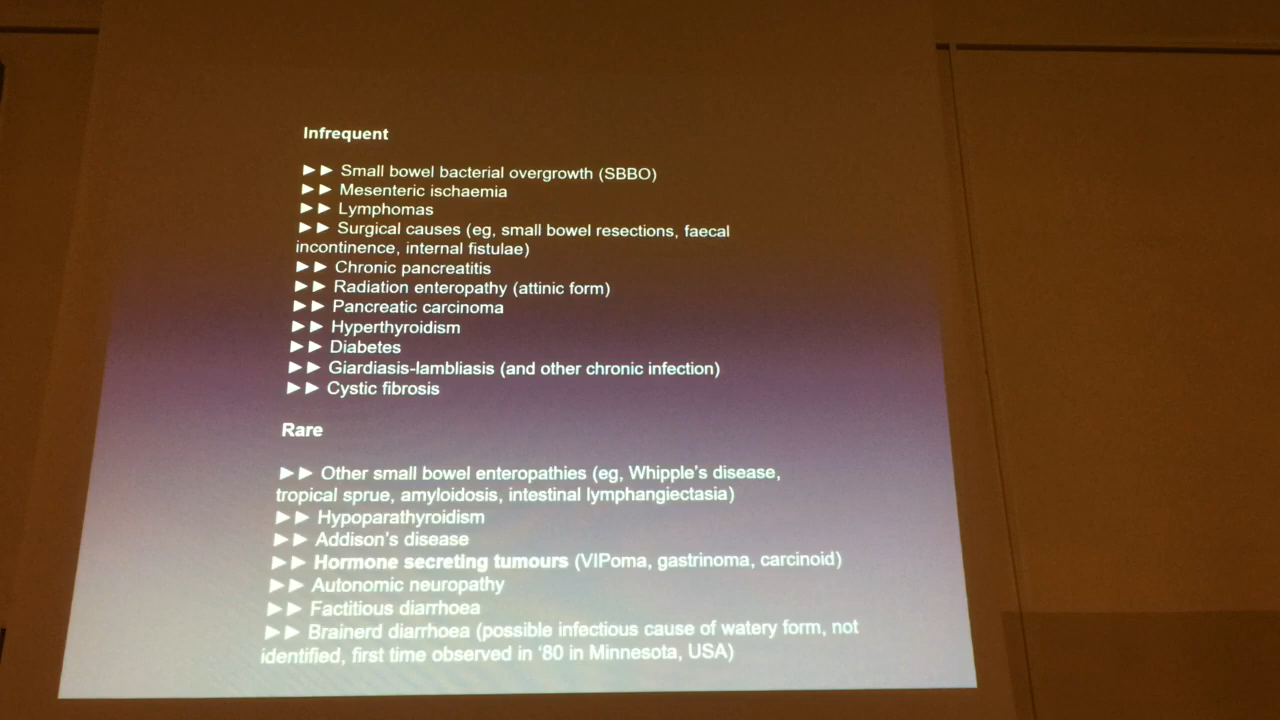 Infrequent
►► Small bowel bacterial overgrowth (SBBO)
►► Mesenteric ischaemia
►► Lymphomas
►► Surgical causes (eg, small bowel resections, faecal
incontinence, internal fistulae)
►► Chronic pancreatitis
►► Radiation enteropathy (attinic form)
►► Pancreatic carcinoma
►► Hyperthyroidism
►► Diabetes
►► Giardiasis-lambliasis (and other chronic infection)
►► Cystic fibrosis
Rare
►► Other small bowel enteropathies (eg, Whipple's disease,
tropical sprue, amyloidosis, intestinal lymphangiectasia)
►► Hypoparathyroidism
►► Addison's disease
►► Hormone secreting tumours (VIPoma, gastrinoma, carcinoid)
►► Autonomic neuropathy
►► Factitious diarrhoea
►► Brainerd diarrhoea (possible infectious cause of watery form, not
identified, first time observed in '80 in Minnesota, USA)